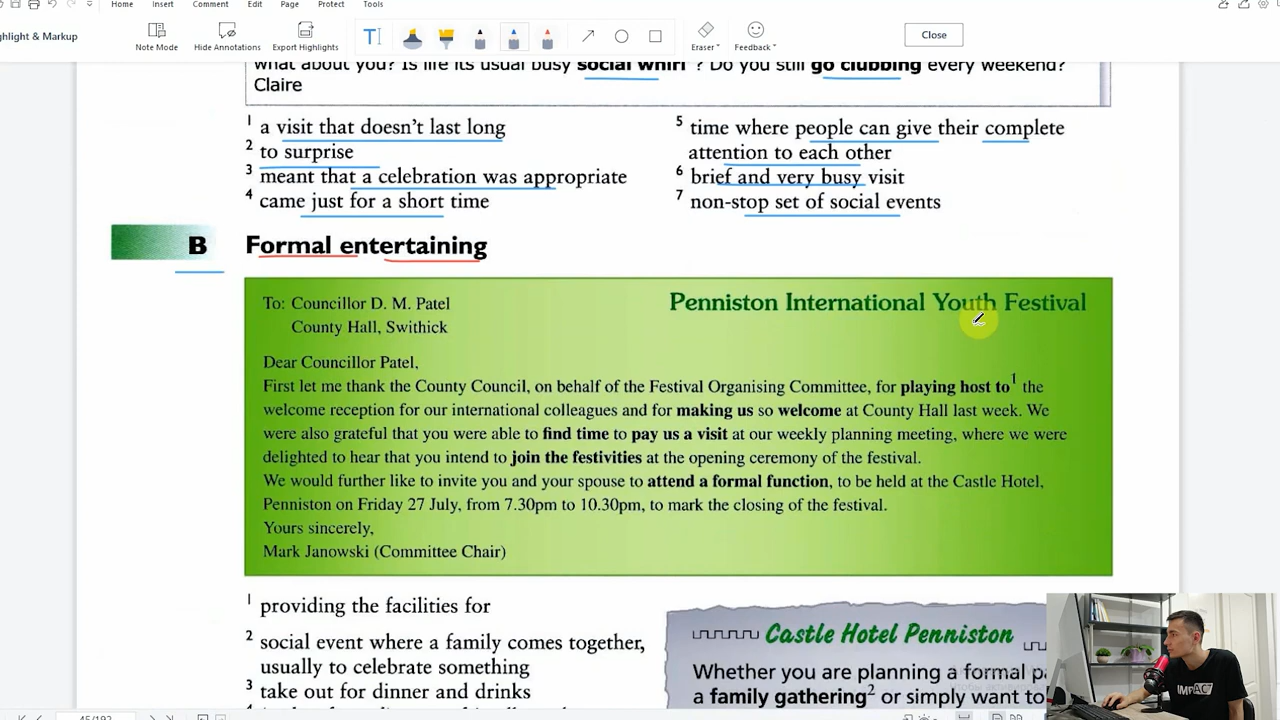 Home Insert Comment Edit Page Protect Tools
ghlight & Markup
Note Mode Hide Annotations Export Highlights Eraser Feedback Close
what about you? Is life its usual busy social whirl ? Do you still go clubbing every weekend?
Claire
1 a visit that doesn't last long
2 to surprise
3 meant that a celebration was appropriate
4 came just for a short time
5 time where people can give their complete
attention to each other
6 brief and very busy visit
7 non-stop set of social events
B Formal entertaining
To: Councillor D. M. Patel
County Hall, Swithick
Penniston International Youth Festival
Dear Councillor Patel,
First let me thank the County Council, on behalf of the Festival Organising Committee, for playing host to1 the
welcome reception for our international colleagues and for making us so welcome at County Hall last week. We
were also grateful that you were able to find time to pay us a visit at our weekly planning meeting, where we were
delighted to hear that you intend to join the festivities at the opening ceremony of the festival.
We would further like to invite you and your spouse to attend a formal function, to be held at the Castle Hotel,
Penniston on Friday 27 July, from 7.30pm to 10.30pm, to mark the closing of the festival.
Yours sincerely,
Mark Janowski (Committee Chair)
1 providing the facilities for
2 social event where a family comes together,
usually to celebrate something
3 take out for dinner and drinks
Castle Hotel Penniston
Whether you are planning a formal
a family gathering2 or simply want to
45/192
IMPACT